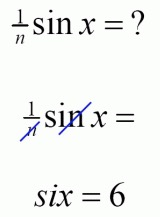 1/n sin x = ?
1/n sin x =
six = 6